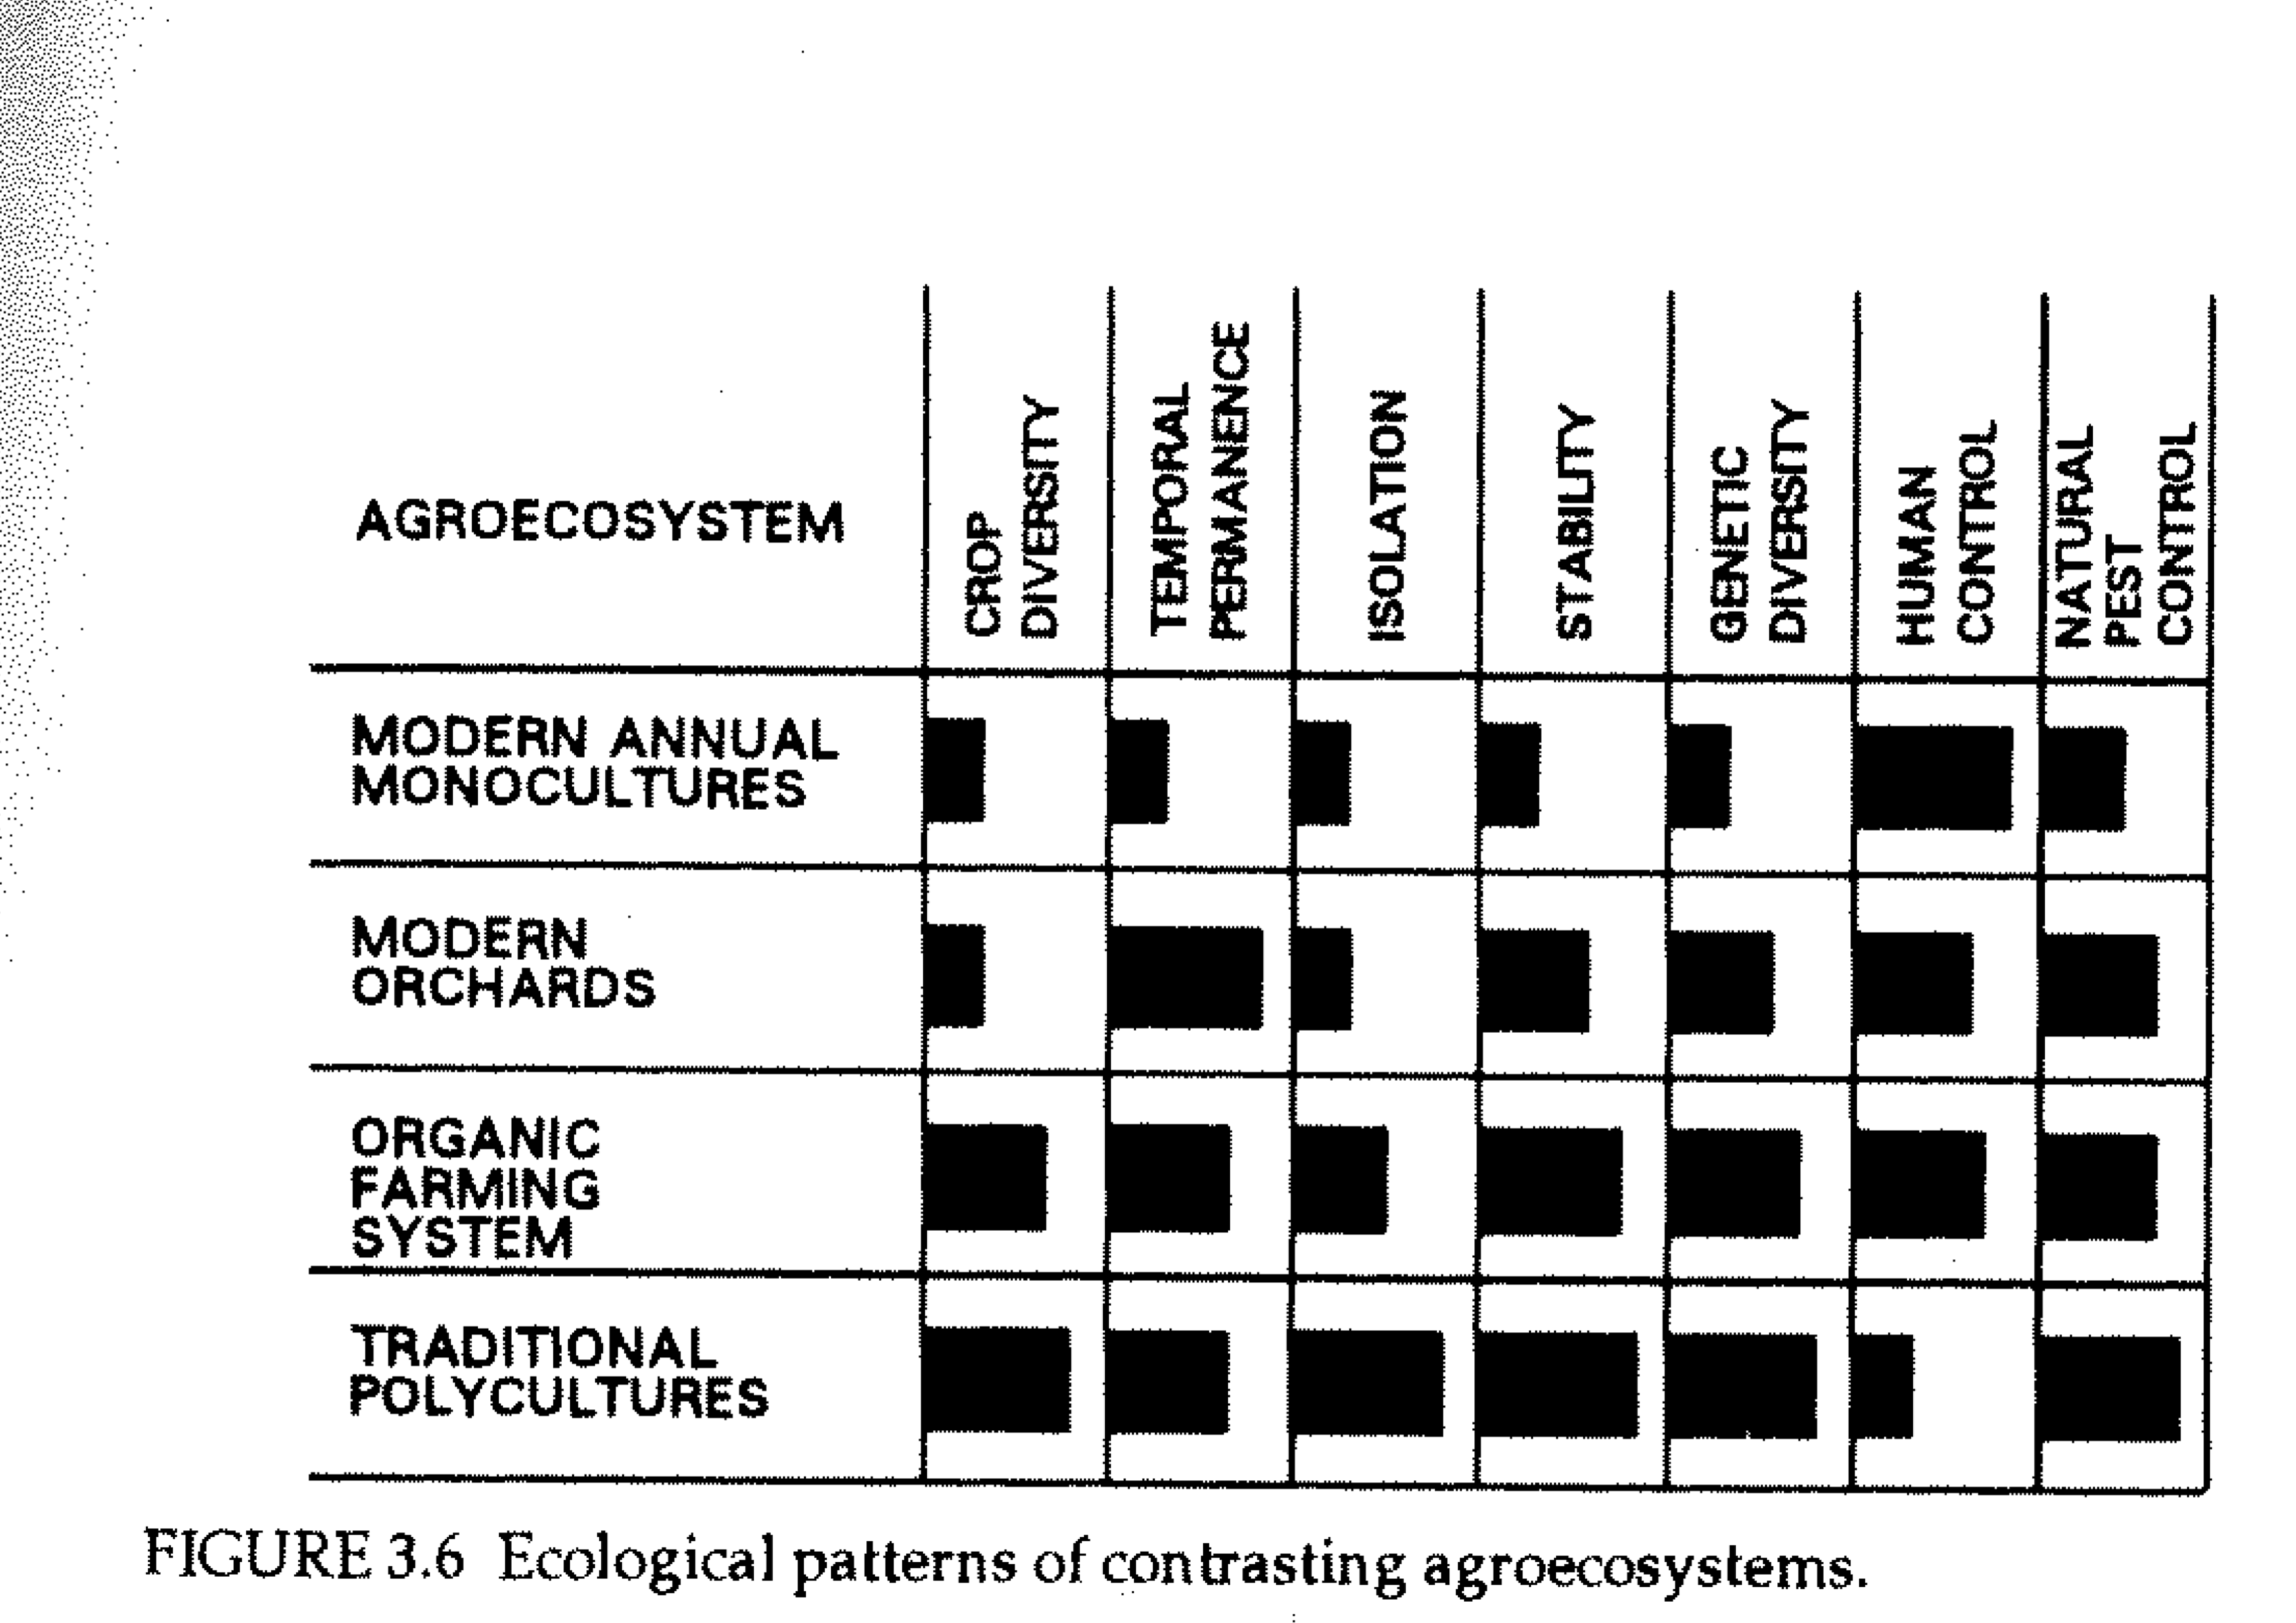 AGROECOSYSTEM
CROP
DIVERSITY
TEMPORAL
PERMANENCE
ISOLATION
STABILITY
GENETIC
DIVERSITY
HUMAN
CONTROL
NATURAL
PEST
CONTROL
MODERN ANNUAL
MONOCULTURES
MODERN
ORCHARDS
ORGANIC
FARMING
SYSTEM
TRADITIONAL
POLYCULTURES
FIGURE 3.6 Ecological patterns of contrasting agroecosystems.